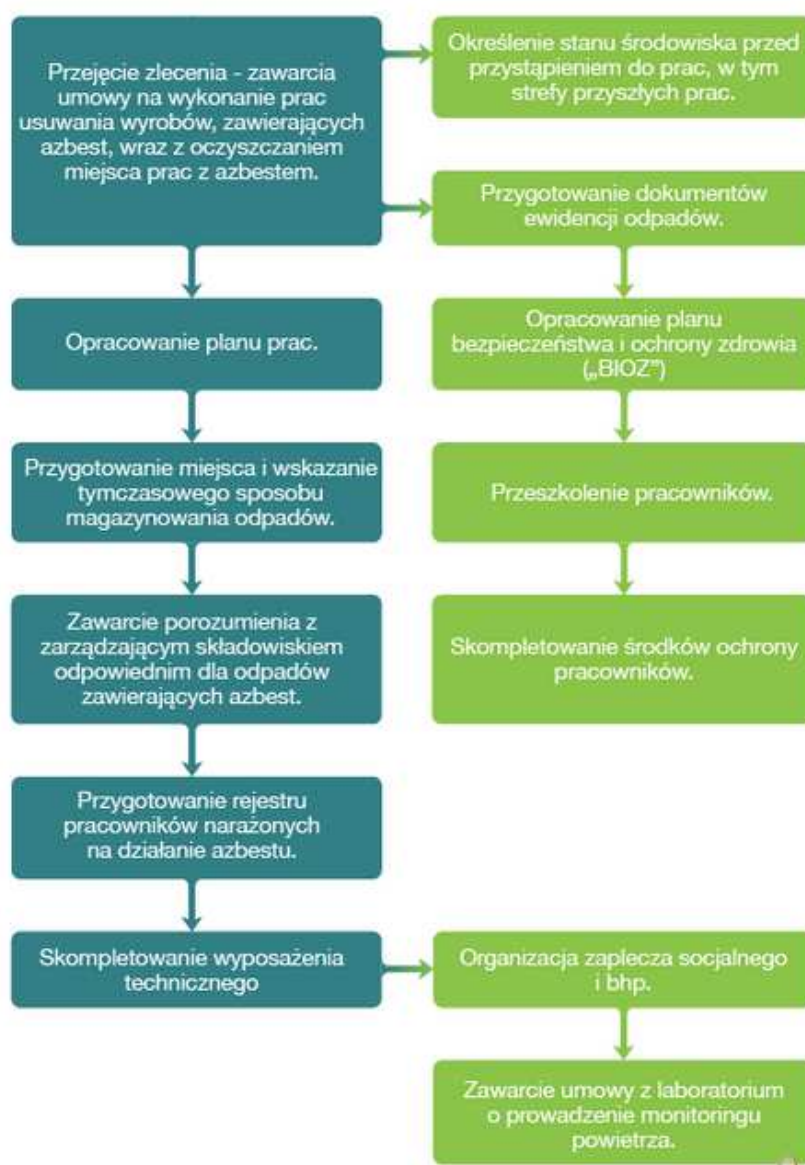 Przejęcie zlecenia - zawarcia
umowy na wykonanie prac
usuwania wyrobów, zawierających
azbest, wraz z oczyszczaniem
miejsca prac z azbestem.
Określenie stanu środowiska przed
przystąpieniem do prac, w tym
strefy przyszłych prac.
Przygotowanie dokumentów
ewidencji odpadów.
Opracowanie planu prac.
Opracowanie planu
bezpieczeństwa i ochrony zdrowia
(„BIOZ”)
Przygotowanie miejsca i wskazanie
tymczasowego sposobu
magazynowania odpadów.
Przeszkolenie pracowników.
Zawarcie porozumienia z
zarządzającym składowiskiem
odpowiednim dla odpadów
zawierających azbest.
Skompletowanie środków ochrony
pracowników.
Przygotowanie rejestru
pracowników narażonych
na działanie azbestu.
Skompletowanie wyposażenia
technicznego
Organizacja zaplecza socjalnego
i bhp.
Zawarcie umowy z laboratorium
o prowadzenie monitoringu
powietrza.